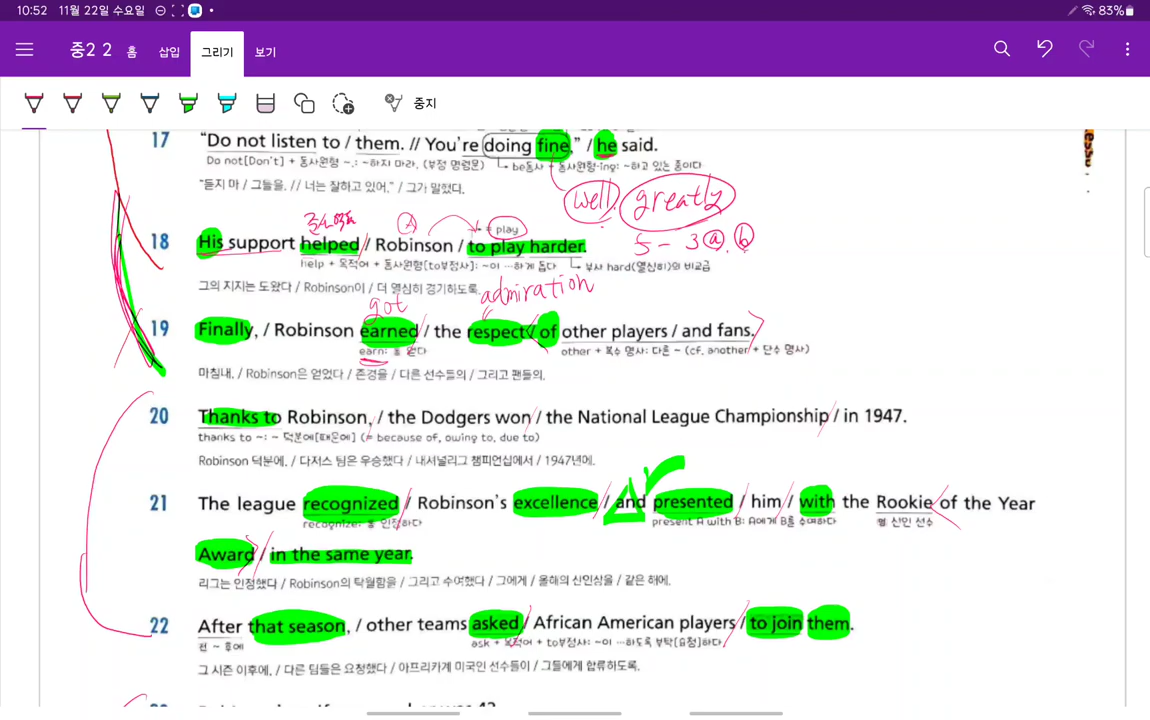 10:52 11월 22일 수요일 83%
중2 2 홈 삽입 그리기 보기
중지
17 "Do not listen to / them. // You're doing fine," / he said.
Do not[Don't] + 동사원형 ~.: ~하지 마라. (부정 명령문) be동사 + 동사원형-ing: ~하고 있는 중이다
"듣지 마 / 그들을. // 너는 잘하고 있어," / 그가 말했다.
well greatly
5 - 3 ⓐ, ⓑ
A = play
18 His support helped / Robinson / to play harder.
help + 목적어 + 동사원형[to부정사]: ~이 …하게 돕다 부사 hard(열심히)의 비교급
그의 지지는 도왔다 / Robinson이 / 더 열심히 경기하도록.
got admiration
19 Finally, / Robinson earned / the respect / of other players / and fans.
earn: 통 얻다 other + 복수 명사: 다른 ~ (cf. another + 단수 명사)
마침내, / Robinson은 얻었다 / 존경을 / 다른 선수들의 / 그리고 팬들의.
20 Thanks to Robinson, / the Dodgers won / the National League Championship / in 1947.
thanks to ~: ~ 덕분에[때문에] (= because of, owing to, due to)
Robinson 덕분에, / 다저스 팀은 우승했다 / 내셔널리그 챔피언십에서 / 1947년에.
21 The league recognized / Robinson's excellence / and presented / him / with the Rookie of the Year
recognize: 통 인정하다 present A with B: A에게 B를 수여하다 명 신인 선수
Award / in the same year.
리그는 인정했다 / Robinson의 탁월함을 / 그리고 수여했다 / 그에게 / 올해의 신인상을 / 같은 해에.
22 After that season, / other teams asked / African American players / to join them.
전 ~ 후에 ask + 목적어 + to부정사: ~이 …하도록 부탁[요청]하다
그 시즌 이후에, / 다른 팀들은 요청했다 / 아프리카계 미국인 선수들이 / 그들에게 합류하도록.